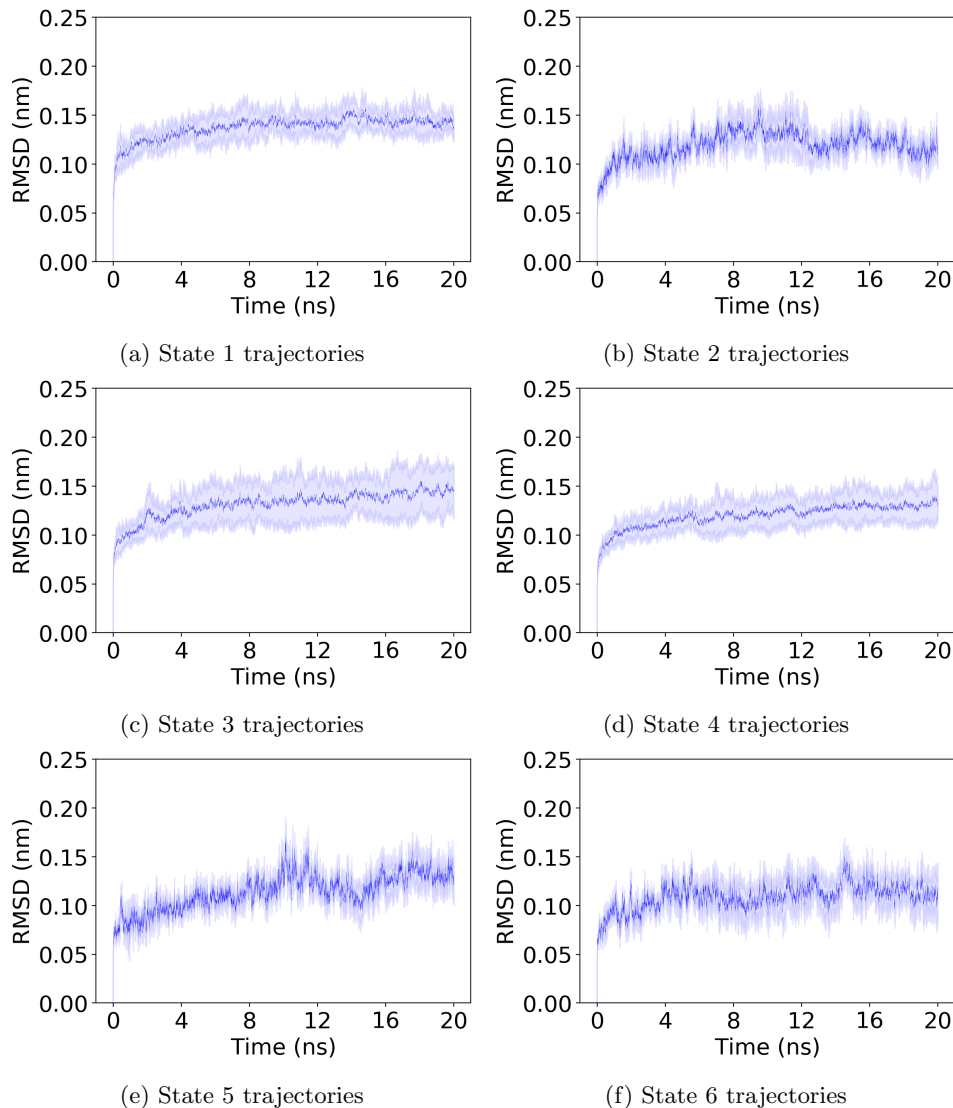 0.25
0.20
0.15
0.10
0.05
0.00
RMSD (nm)
0 4 8 12 16 20
Time (ns)
(a) State 1 trajectories
0.25
0.20
0.15
0.10
0.05
0.00
RMSD (nm)
0 4 8 12 16 20
Time (ns)
(b) State 2 trajectories
0.25
0.20
0.15
0.10
0.05
0.00
RMSD (nm)
0 4 8 12 16 20
Time (ns)
(c) State 3 trajectories
0.25
0.20
0.15
0.10
0.05
0.00
RMSD (nm)
0 4 8 12 16 20
Time (ns)
(d) State 4 trajectories
0.25
0.20
0.15
0.10
0.05
0.00
RMSD (nm)
0 4 8 12 16 20
Time (ns)
(e) State 5 trajectories
0.25
0.20
0.15
0.10
0.05
0.00
RMSD (nm)
0 4 8 12 16 20
Time (ns)
(f) State 6 trajectories